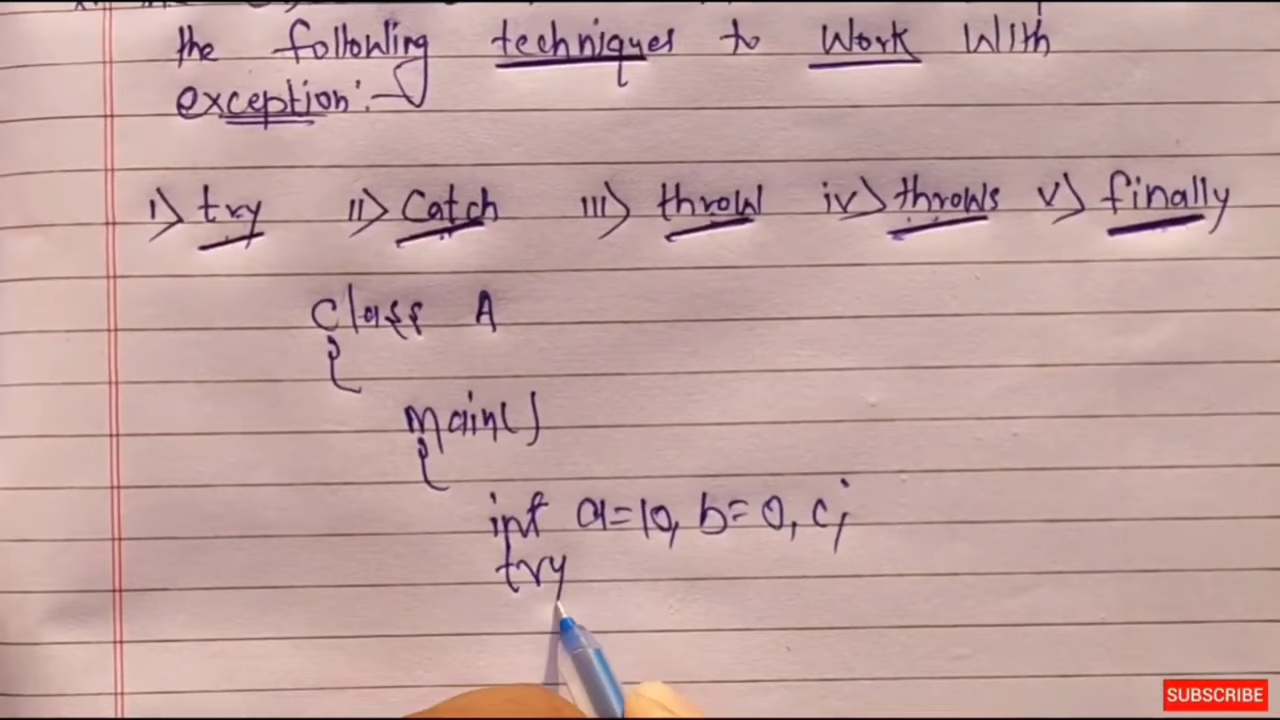 the following techniques to Work With
exception:-
i) try ii) Catch iii) throw iv) throws v) finally
Class A
{
main()
{
int a=10, b=0, c;
try
SUBSCRIBE